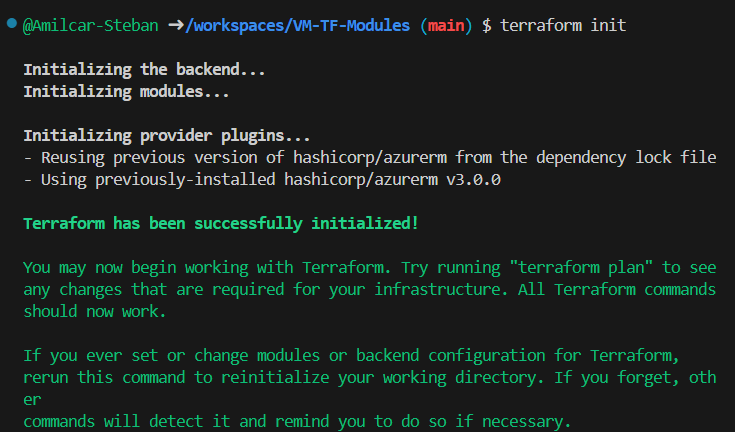 @Amilcar-Steban ➜/workspaces/VM-TF-Modules (main) $ terraform init
Initializing the backend...
Initializing modules...
Initializing provider plugins...
- Reusing previous version of hashicorp/azurerm from the dependency lock file
- Using previously-installed hashicorp/azurerm v3.0.0
Terraform has been successfully initialized!
You may now begin working with Terraform. Try running "terraform plan" to see
any changes that are required for your infrastructure. All Terraform commands
should now work.
If you ever set or change modules or backend configuration for Terraform,
rerun this command to reinitialize your working directory. If you forget, oth
er
commands will detect it and remind you to do so if necessary.